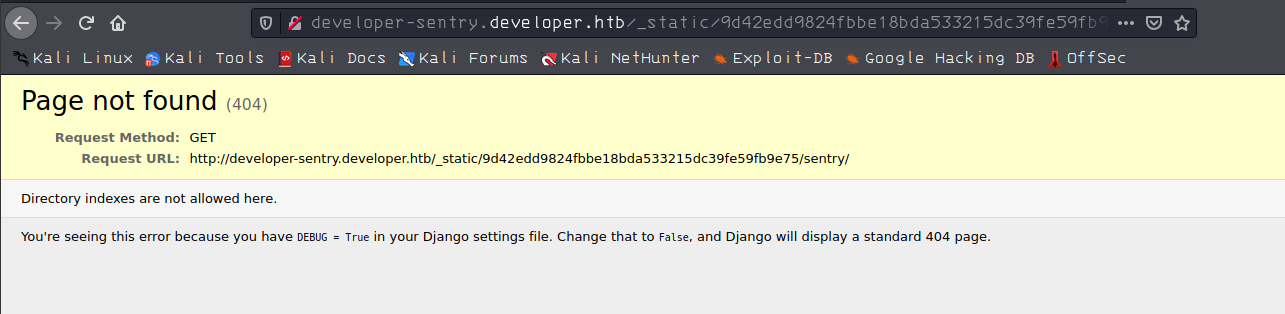 developer-sentry.developer.htb/_static/9d42edd9824fbbe18bda533215dc39fe59fb9
Kali Linux Kali Tools Kali Docs Kali Forums Kali NetHunter Exploit-DB Google Hacking DB OffSec
Page not found (404)
Request Method: GET
Request URL: http://developer-sentry.developer.htb/_static/9d42edd9824fbbe18bda533215dc39fe59fb9e75/sentry/
Directory indexes are not allowed here.
You're seeing this error because you have DEBUG = True in your Django settings file. Change that to False, and Django will display a standard 404 page.